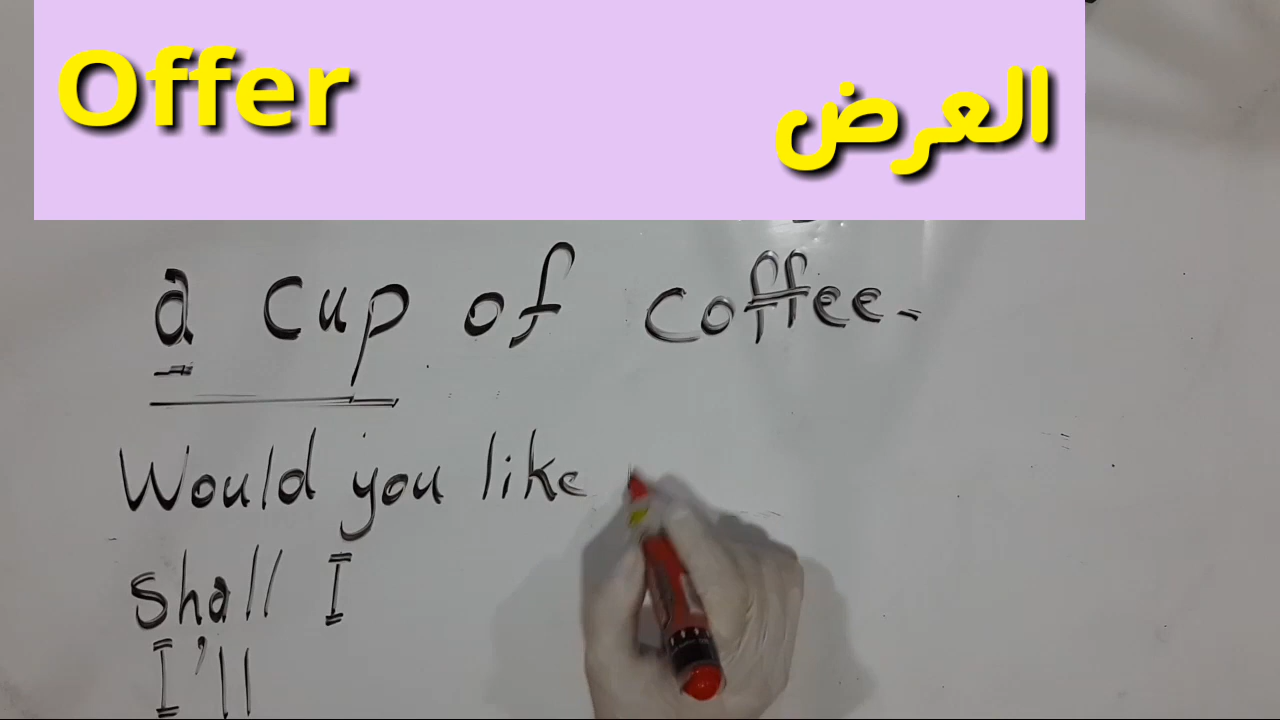 Offer العرض
a cup of coffee.
Would you like
Shall I
I'll